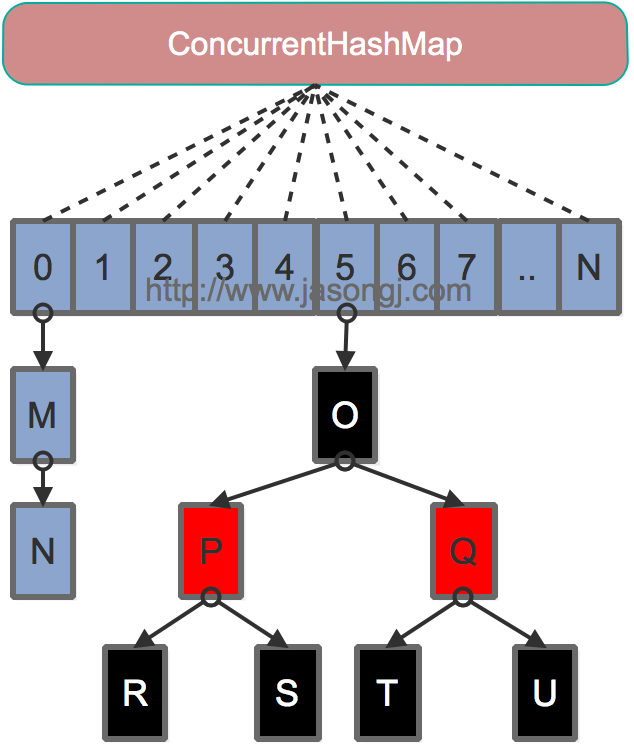 ConcurrentHashMap
0 1 2 3 4 5 6 7 .. N
http://www.jasongj.com
M O
N P Q
R S T U